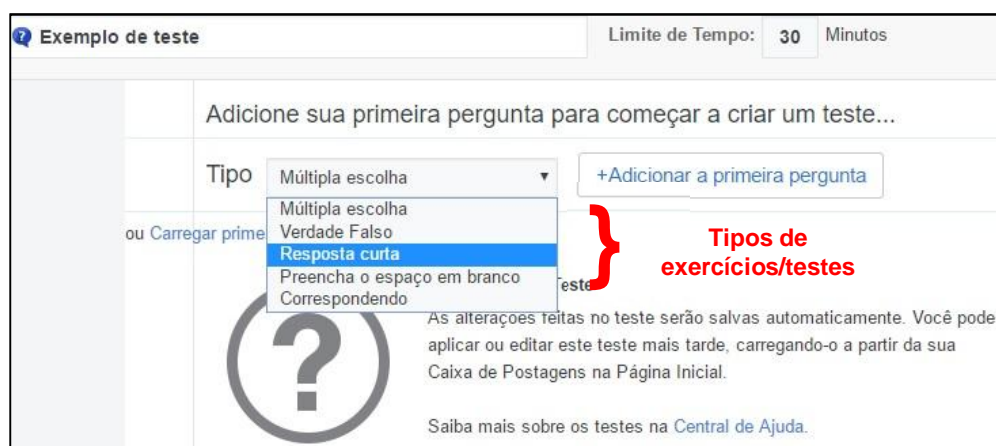 Exemplo de teste
Limite de Tempo: 30 Minutos
Adicione sua primeira pergunta para começar a criar um teste...
Tipo Múltipla escolha +Adicionar a primeira pergunta
Múltipla escolha
Verdade Falso
ou Carregar prime
Resposta curta
Preencha o espaço em branco
Correspondendo
Tipos de
exercícios/testes
Teste
As alterações feitas no teste serão salvas automaticamente. Você pode
aplicar ou editar este teste mais tarde, carregando-o a partir da sua
Caixa de Postagens na Página Inicial.
Saiba mais sobre os testes na Central de Ajuda.